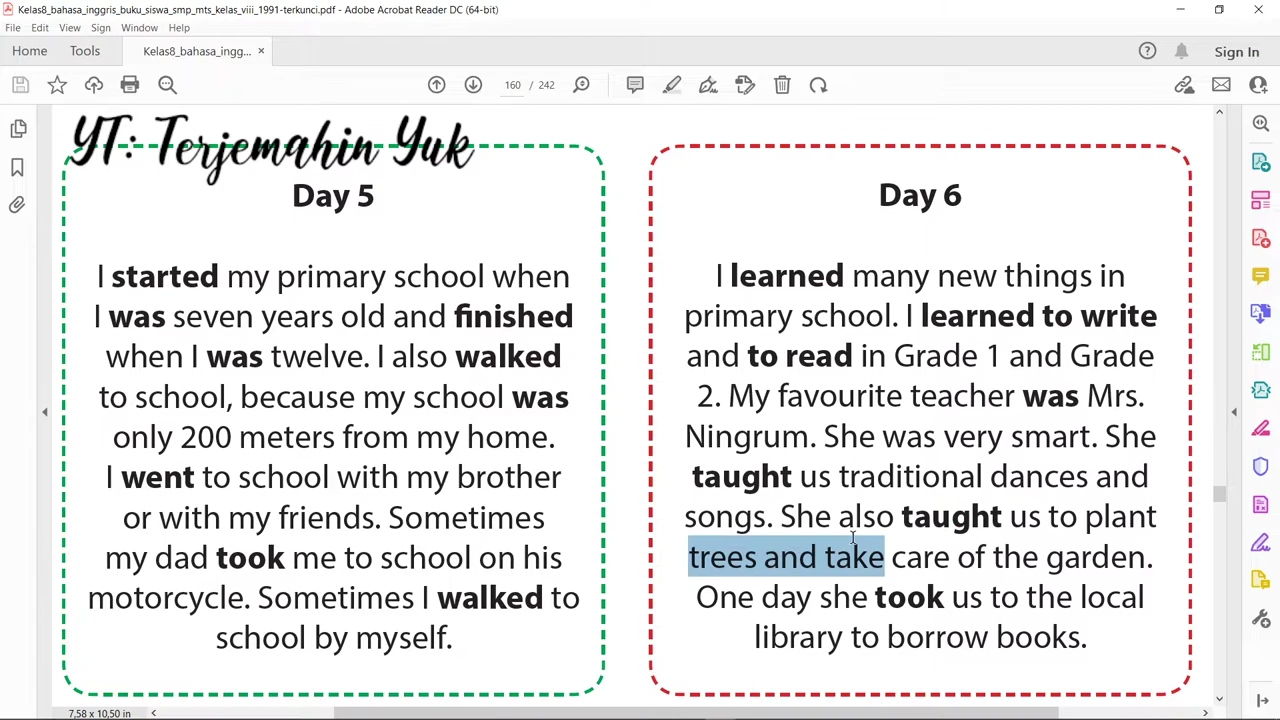 Kelas8_bahasa_inggris_buku_siswa_smp_mts_kelas_viii_1991-terkunci.pdf - Adobe Acrobat Reader DC (64-bit)
File Edit View Sign Window Help
Home Tools Kelas8_bahasa_ingg... × Sign In
160 / 242
YT: Terjemahin Yuk
Day 5
I started my primary school when
I was seven years old and finished
when I was twelve. I also walked
to school, because my school was
only 200 meters from my home.
I went to school with my brother
or with my friends. Sometimes
my dad took me to school on his
motorcycle. Sometimes I walked to
school by myself.
Day 6
I learned many new things in
primary school. I learned to write
and to read in Grade 1 and Grade
2. My favourite teacher was Mrs.
Ningrum. She was very smart. She
taught us traditional dances and
songs. She also taught us to plant
trees and take care of the garden.
One day she took us to the local
library to borrow books.
7,58 x 10,50 in